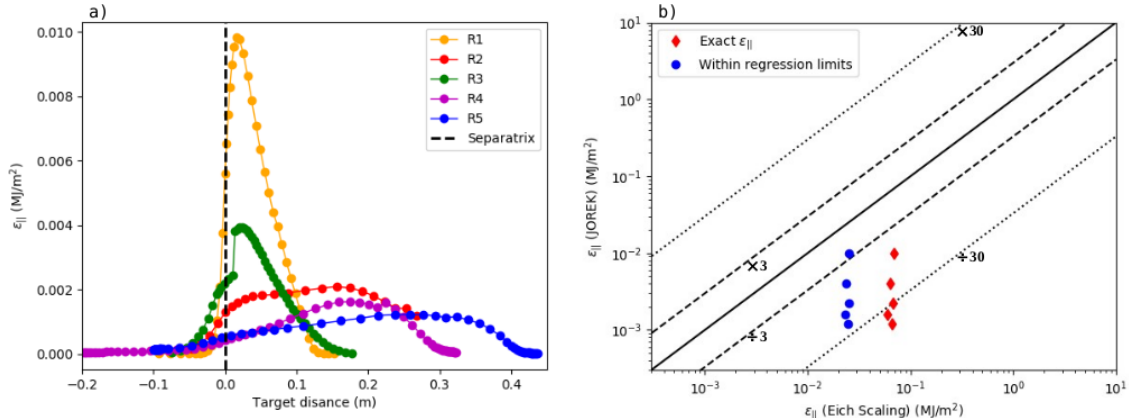 a)
0.010
0.008
0.006
0.004
0.002
0.000
ε|| (MJ/m²)
−0.2
−0.1
0.0
0.1
0.2
0.3
0.4
Target disance (m)
R1
R2
R3
R4
R5
Separatrix
b)
10¹
10⁰
10⁻¹
10⁻²
10⁻³
ε|| (JOREK) (MJ/m²)
Exact ε||
Within regression limits
×30
×3
÷30
÷3
10⁻³
10⁻²
10⁻¹
10⁰
10¹
ε|| (Eich Scaling) (MJ/m²)